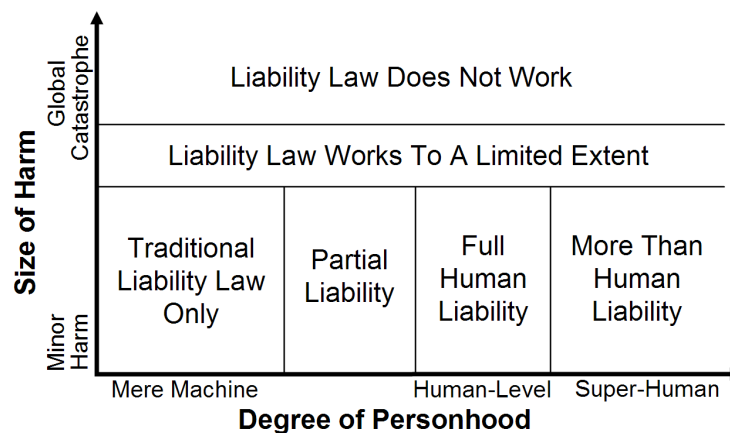 Size of Harm
Global
Catastrophe
Minor
Harm
Liability Law Does Not Work
Liability Law Works To A Limited Extent
Traditional
Liability Law
Only
Partial
Liability
Full
Human
Liability
More Than
Human
Liability
Mere Machine
Human-Level
Super-Human
Degree of Personhood